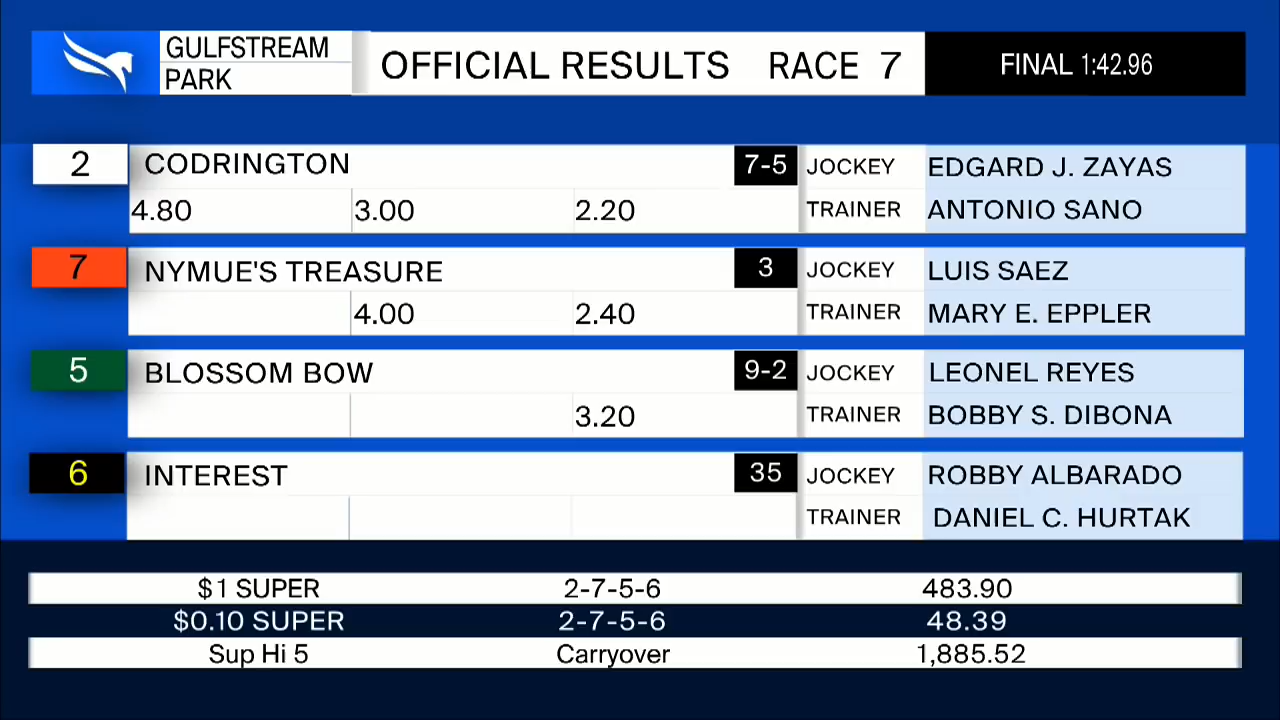 GULFSTREAM PARK OFFICIAL RESULTS RACE 7 FINAL 1:42.96
2 CODRINGTON 7-5 JOCKEY EDGARD J. ZAYAS
4.80 3.00 2.20 TRAINER ANTONIO SANO
7 NYMUE'S TREASURE 3 JOCKEY LUIS SAEZ
4.00 2.40 TRAINER MARY E. EPPLER
5 BLOSSOM BOW 9-2 JOCKEY LEONEL REYES
3.20 TRAINER BOBBY S. DIBONA
6 INTEREST 35 JOCKEY ROBBY ALBARADO
TRAINER DANIEL C. HURTAK
$1 SUPER 2-7-5-6 483.90
$0.10 SUPER 2-7-5-6 48.39
Sup Hi 5 Carryover 1,885.52